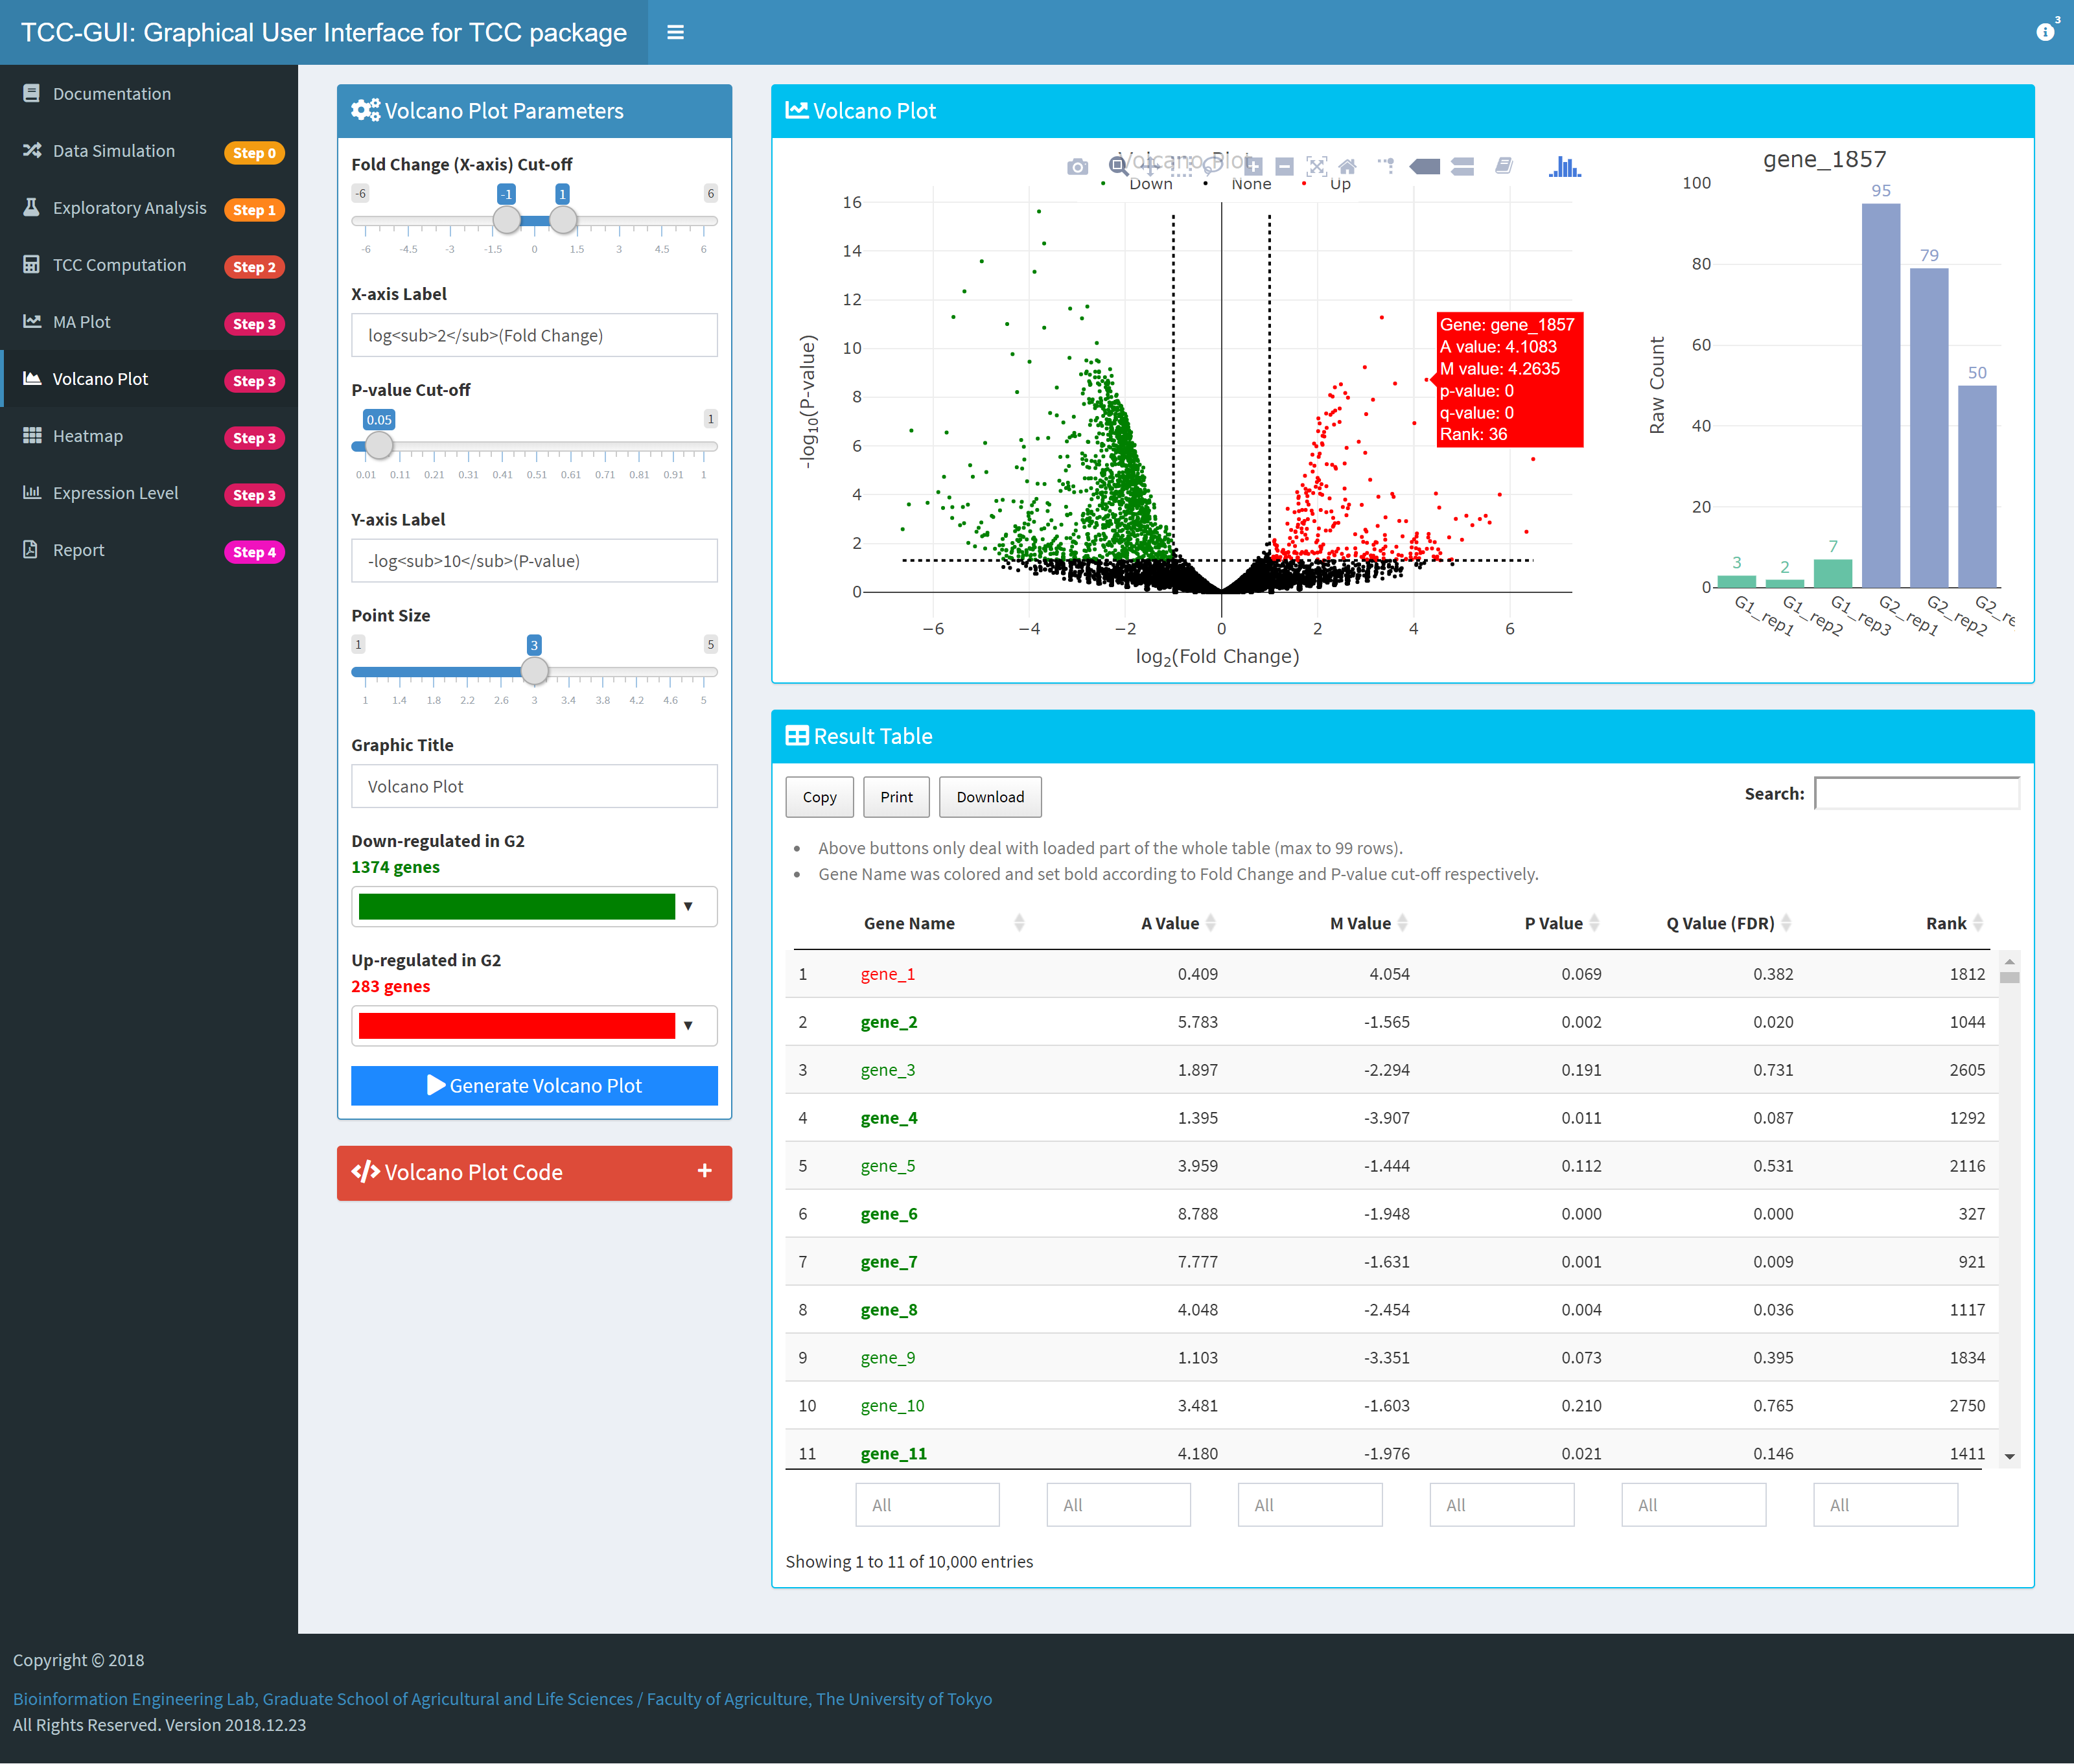 TCC-GUI: Graphical User Interface for TCC package
3
Documentation
Data Simulation Step 0
Exploratory Analysis Step 1
TCC Computation Step 2
MA Plot Step 3
Volcano Plot Step 3
Heatmap Step 3
Expression Level Step 3
Report Step 4
Volcano Plot Parameters
Fold Change (X-axis) Cut-off
-6 -1 1 6
-6 -4.5 -3 -1.5 0 1.5 3 4.5 6
X-axis Label
log<sub>2</sub>(Fold Change)
P-value Cut-off
0.05 1
0.01 0.11 0.21 0.31 0.41 0.51 0.61 0.71 0.81 0.91 1
Y-axis Label
-log<sub>10</sub>(P-value)
Point Size
1 3 5
1 1.4 1.8 2.2 2.6 3 3.4 3.8 4.2 4.6 5
Graphic Title
Volcano Plot
Down-regulated in G2
1374 genes
Up-regulated in G2
283 genes
Generate Volcano Plot
Volcano Plot Code
Volcano Plot
Volcano Plot
Down None Up
16
14
12
10
8
6
4
2
0
-log10(P-value)
−6 −4 −2 0 2 4 6
log2(Fold Change)
Gene: gene_1857
A value: 4.1083
M value: 4.2635
p-value: 0
q-value: 0
Rank: 36
gene_1857
100
80
60
40
20
0
Raw Count
3 2 7 95 79 50
G1_rep1 G1_rep2 G1_rep3 G2_rep1 G2_rep2 G2_re
Result Table
Copy Print Download
Search:
Above buttons only deal with loaded part of the whole table (max to 99 rows).
Gene Name was colored and set bold according to Fold Change and P-value cut-off respectively.
Gene Name A Value M Value P Value Q Value (FDR) Rank
1 gene_1 0.409 4.054 0.069 0.382 1812
2 gene_2 5.783 -1.565 0.002 0.020 1044
3 gene_3 1.897 -2.294 0.191 0.731 2605
4 gene_4 1.395 -3.907 0.011 0.087 1292
5 gene_5 3.959 -1.444 0.112 0.531 2116
6 gene_6 8.788 -1.948 0.000 0.000 327
7 gene_7 7.777 -1.631 0.001 0.009 921
8 gene_8 4.048 -2.454 0.004 0.036 1117
9 gene_9 1.103 -3.351 0.073 0.395 1834
10 gene_10 3.481 -1.603 0.210 0.765 2750
11 gene_11 4.180 -1.976 0.021 0.146 1411
All All All All All All
Showing 1 to 11 of 10,000 entries
Copyright © 2018
Bioinformation Engineering Lab, Graduate School of Agricultural and Life Sciences / Faculty of Agriculture, The University of Tokyo
All Rights Reserved. Version 2018.12.23